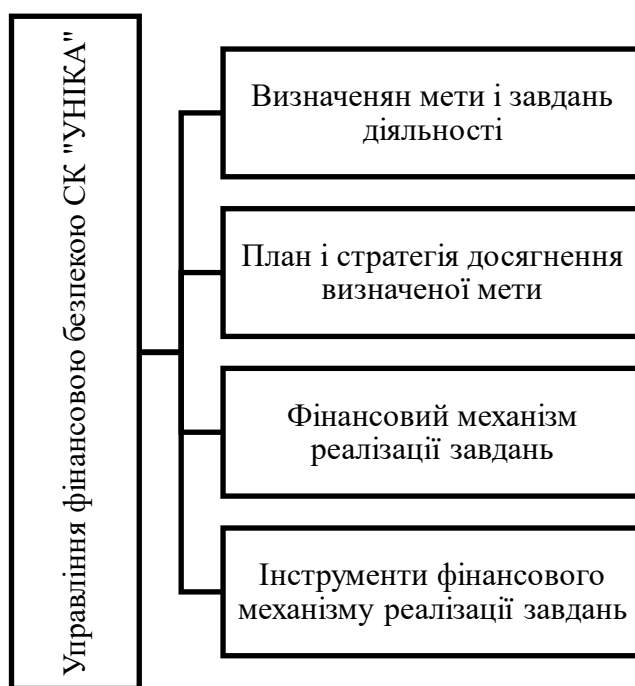 Управління фінансовою безпекою СК "УНІКА"
Визначенян мети і завдань
діяльності
План і стратегія досягнення
визначеної мети
Фінансовий механізм
реалізації завдань
Інструменти фінансового
механізму реалізації завдань